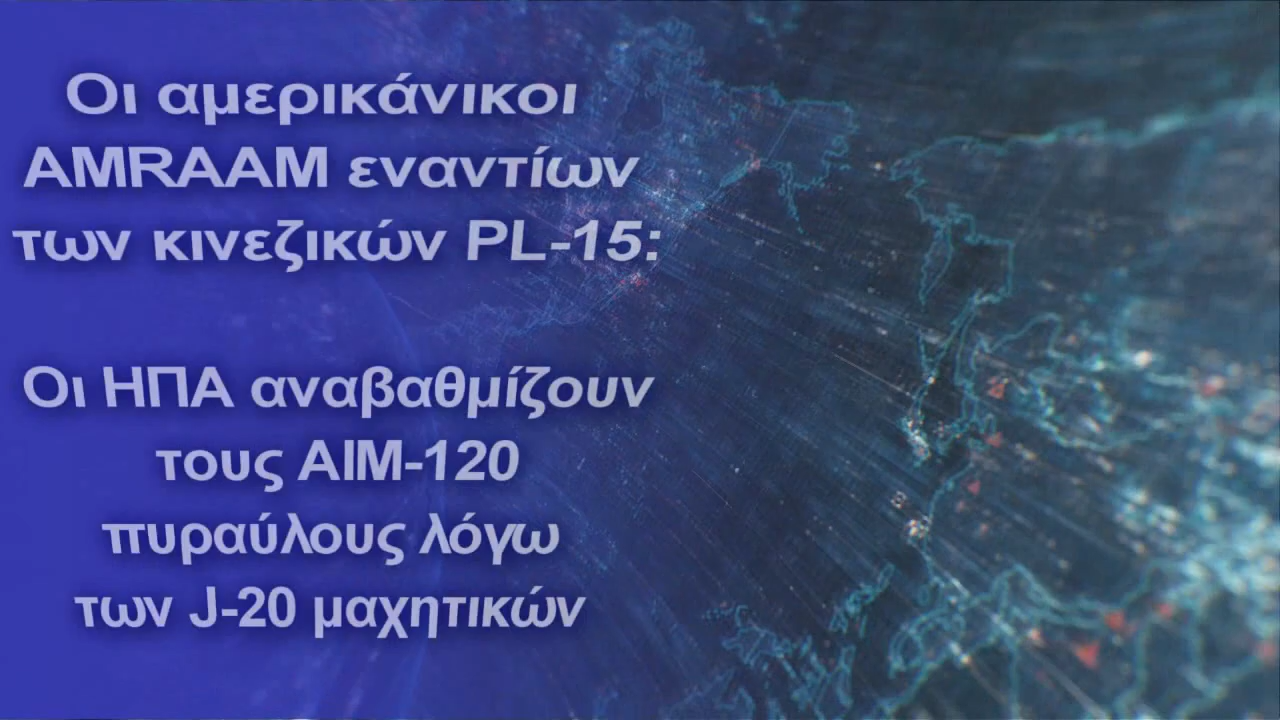 Οι αμερικάνικοι
AMRAAM εναντίων
των κινεζικών PL-15:
Οι ΗΠΑ αναβαθμίζουν
τους AIM-120
πυραύλους λόγω
των J-20 μαχητικών